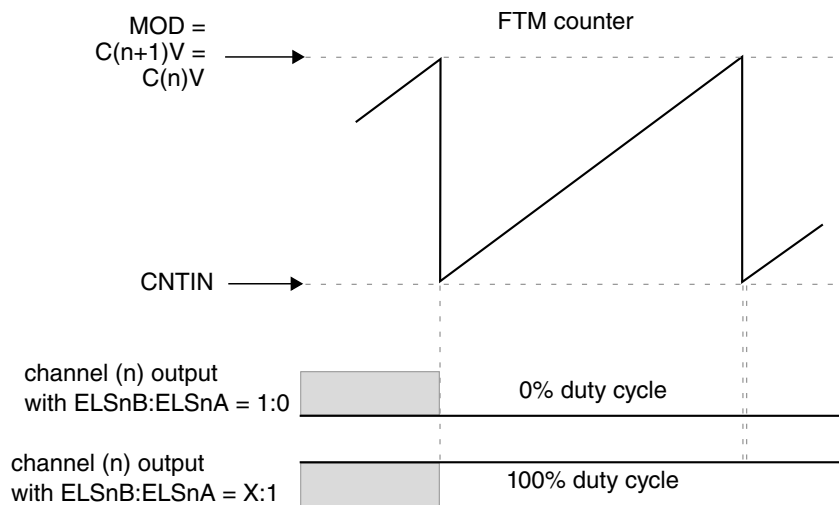 FTM counter
MOD =
C(n+1)V =
C(n)V
CNTIN
channel (n) output
with ELSnB:ELSnA = 1:0
0% duty cycle
channel (n) output
with ELSnB:ELSnA = X:1
100% duty cycle